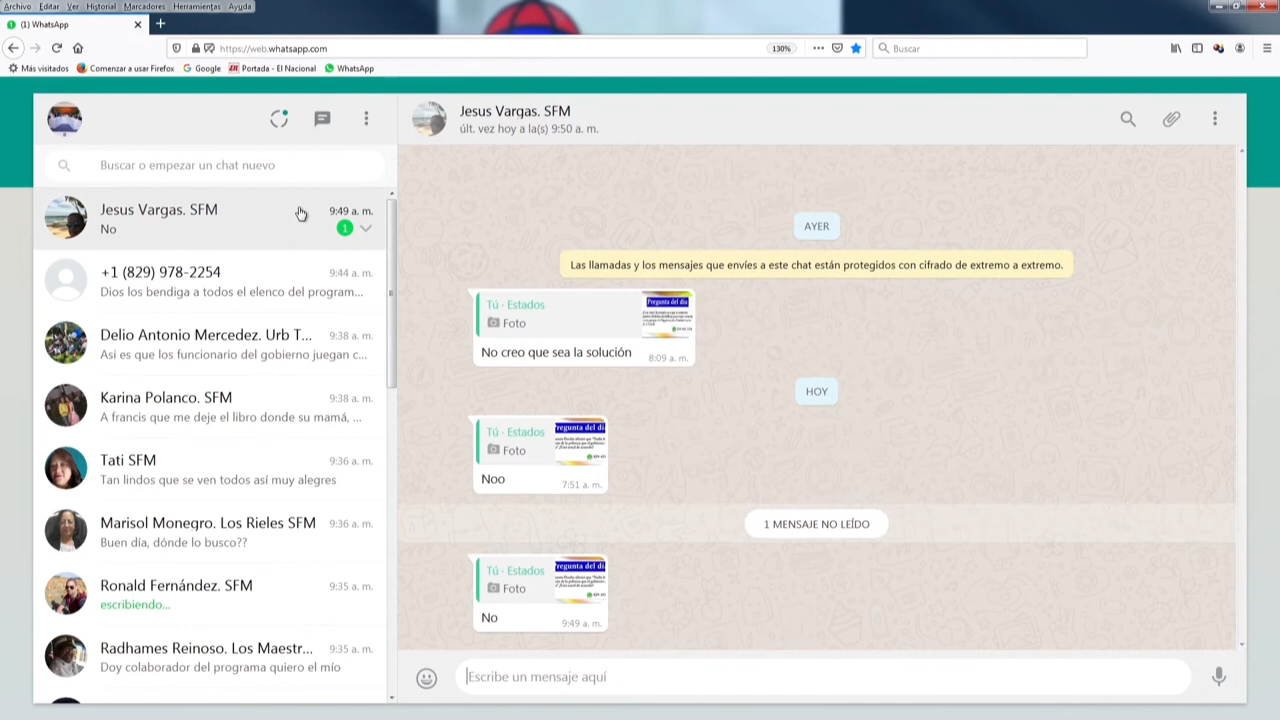 Archivo Editar Ver Historial Marcadores Herramientas Ayuda
(1) WhatsApp
https://web.whatsapp.com
130%
Buscar
Más visitados Comenzar a usar Firefox Google Portada - El Nacional WhatsApp
Buscar o empezar un chat nuevo
Jesus Vargas. SFM 9:49 a. m.
No 1
+1 (829) 978-2254 9:44 a. m.
Dios los bendiga a todos el elenco del program...
Delio Antonio Mercedez. Urb T... 9:38 a. m.
Asi es que los funcionario del gobierno juegan c...
Karina Polanco. SFM 9:38 a. m.
A francis que me deje el libro donde su mamá, ...
Tati SFM 9:36 a. m.
Tan lindos que se ven todos así muy alegres
Marisol Monegro. Los Rieles SFM 9:36 a. m.
Buen día, dónde lo busco??
Ronald Fernández. SFM 9:35 a. m.
escribiendo...
Radhames Reinoso. Los Maestr... 9:35 a. m.
Doy colaborador del programa quiero el mío
Jesus Vargas. SFM
últ. vez hoy a la(s) 9:50 a. m.
AYER
Las llamadas y los mensajes que envíes a este chat están protegidos con cifrado de extremo a extremo.
Tú · Estados
Foto
Pregunta del dia
No creo que sea la solución 8:09 a. m.
HOY
Tú · Estados
Foto
Pregunta del dia
Noo 7:51 a. m.
1 MENSAJE NO LEÍDO
Tú · Estados
Foto
Pregunta del dia
No 9:49 a. m.
Escribe un mensaje aquí